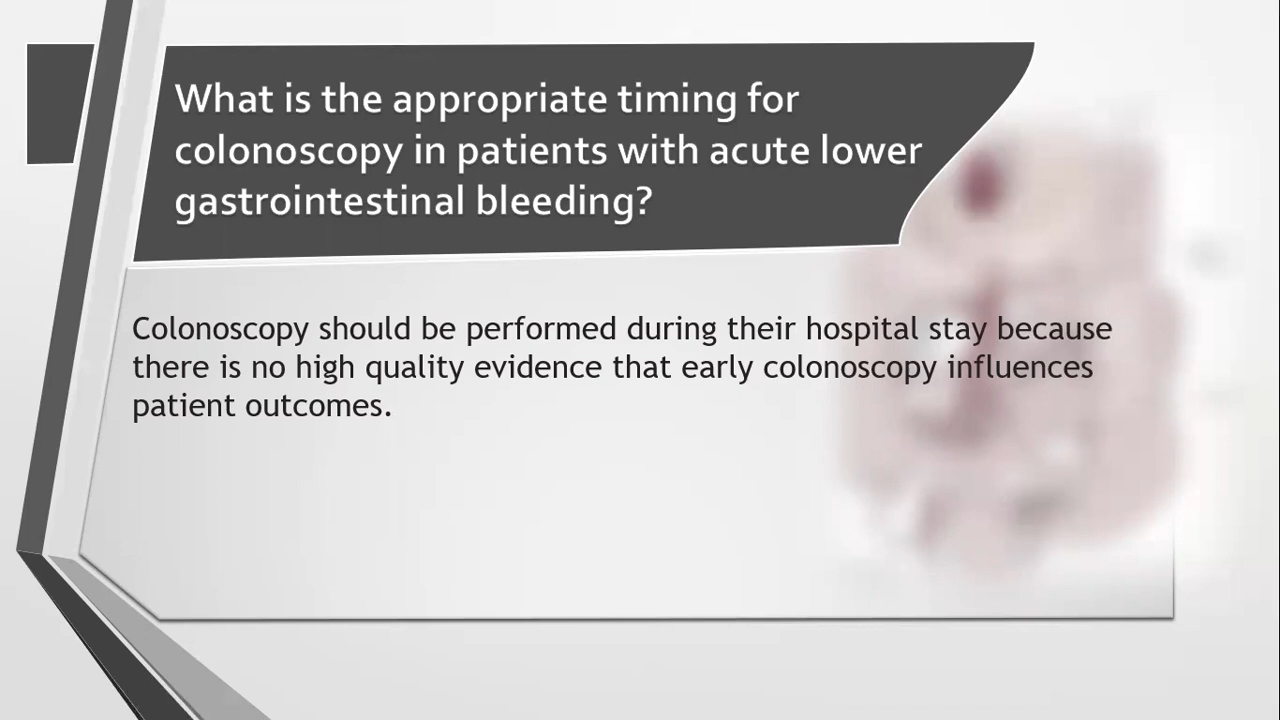 What is the appropriate timing for
colonoscopy in patients with acute lower
gastrointestinal bleeding?
Colonoscopy should be performed during their hospital stay because
there is no high quality evidence that early colonoscopy influences
patient outcomes.